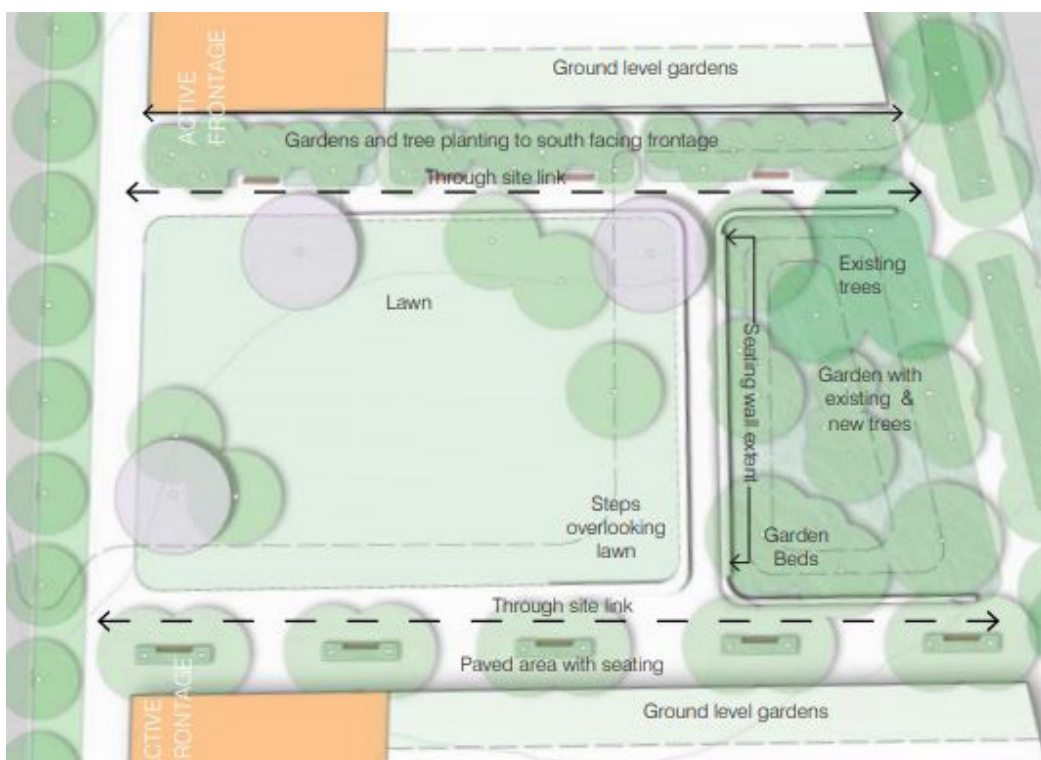 ACTIVE
FRONTAGE
Ground level gardens
Gardens and tree planting to south facing frontage
Through site link
Existing
trees
Lawn
Seating wall extent
Garden with
existing &
new trees
Steps
overlooking
lawn
Garden
Beds
Through site link
Paved area with seating
CTIVE
RONTAGE
Ground level gardens